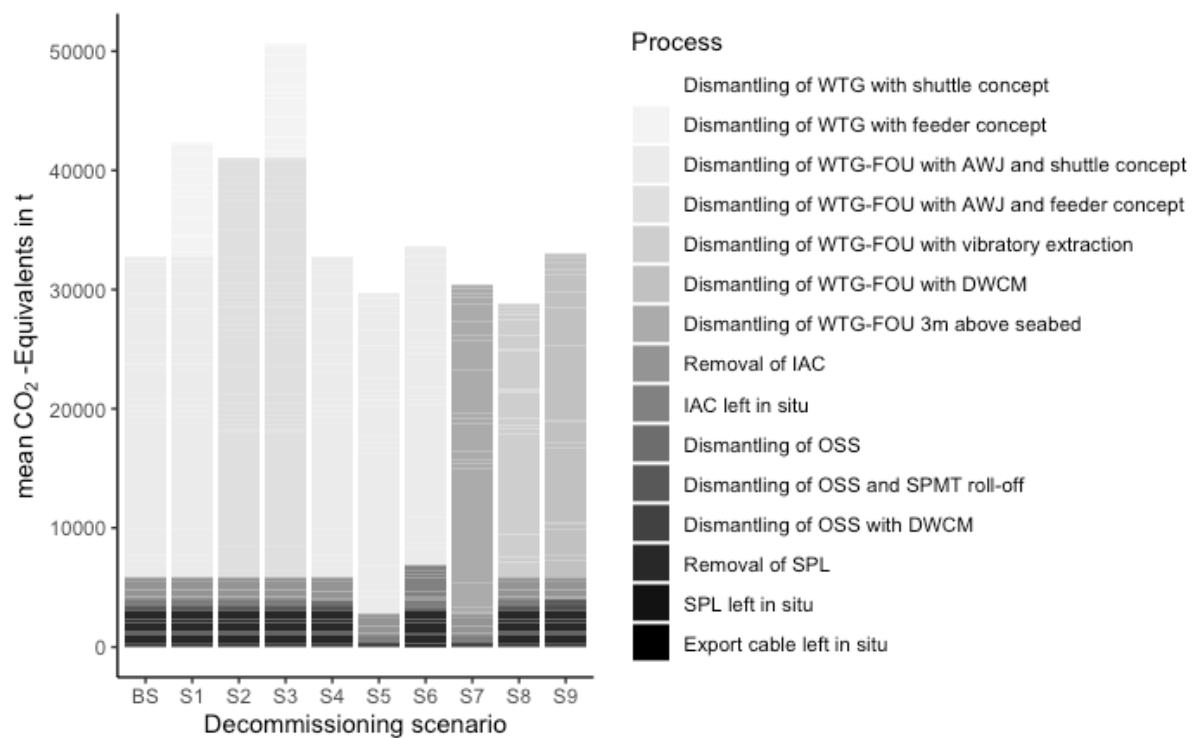 mean CO2 -Equivalents in t
50000
40000
30000
20000
10000
0
BS S1 S2 S3 S4 S5 S6 S7 S8 S9
Decommissioning scenario
Process
Dismantling of WTG with shuttle concept
Dismantling of WTG with feeder concept
Dismantling of WTG-FOU with AWJ and shuttle concept
Dismantling of WTG-FOU with AWJ and feeder concept
Dismantling of WTG-FOU with vibratory extraction
Dismantling of WTG-FOU with DWCM
Dismantling of WTG-FOU 3m above seabed
Removal of IAC
IAC left in situ
Dismantling of OSS
Dismantling of OSS and SPMT roll-off
Dismantling of OSS with DWCM
Removal of SPL
SPL left in situ
Export cable left in situ